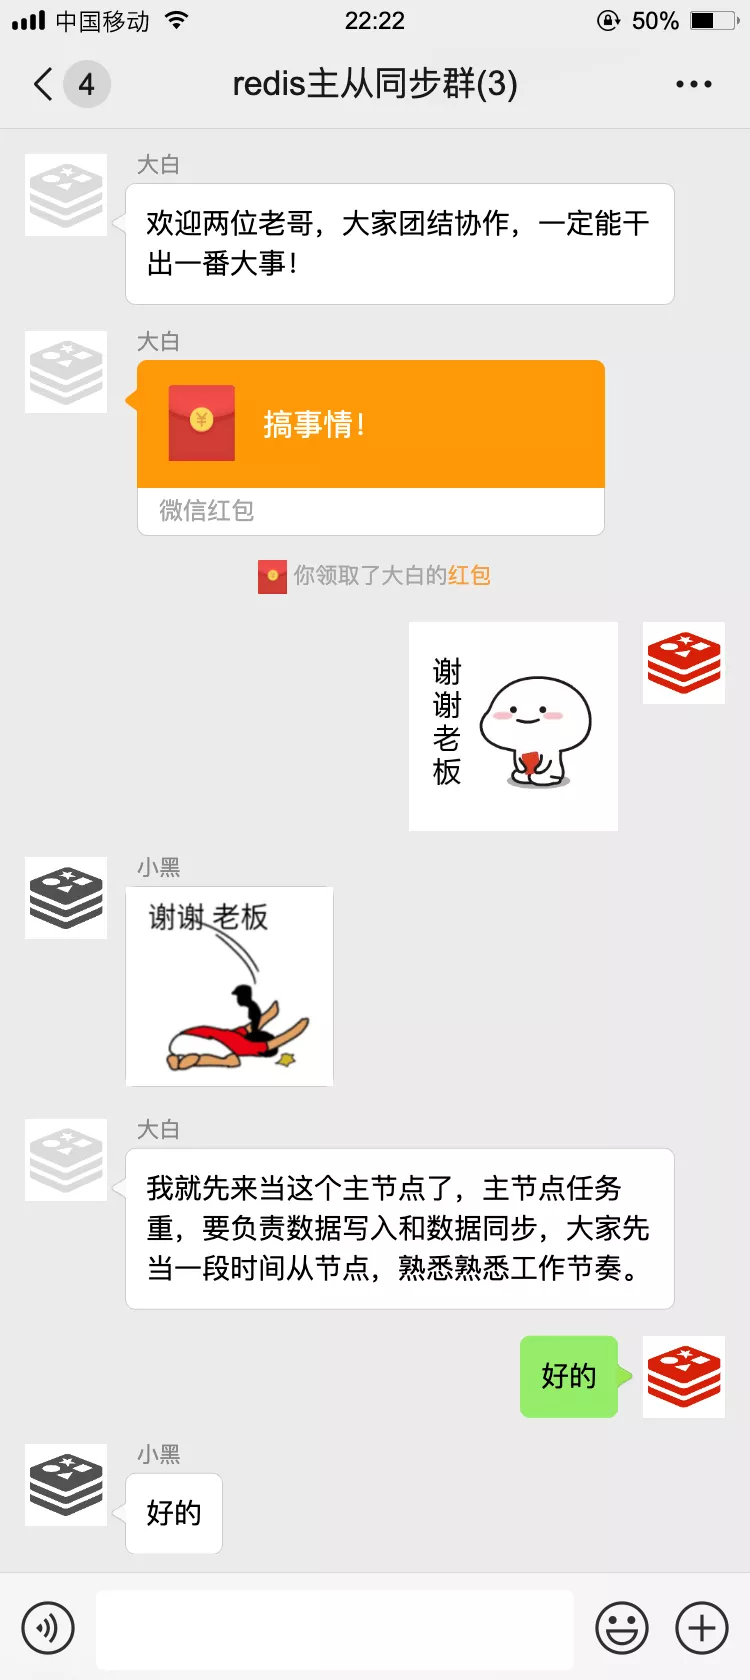 中国移动 22:22 50%
4 redis主从同步群(3)
大白
欢迎两位老哥，大家团结协作，一定能干
出一番大事！
大白
搞事情！
微信红包
你领取了大白的红包
谢谢老板
小黑
谢谢 老板
大白
我就先来当这个主节点了，主节点任务
重，要负责数据写入和数据同步，大家先
当一段时间从节点，熟悉熟悉工作节奏。
好的
小黑
好的